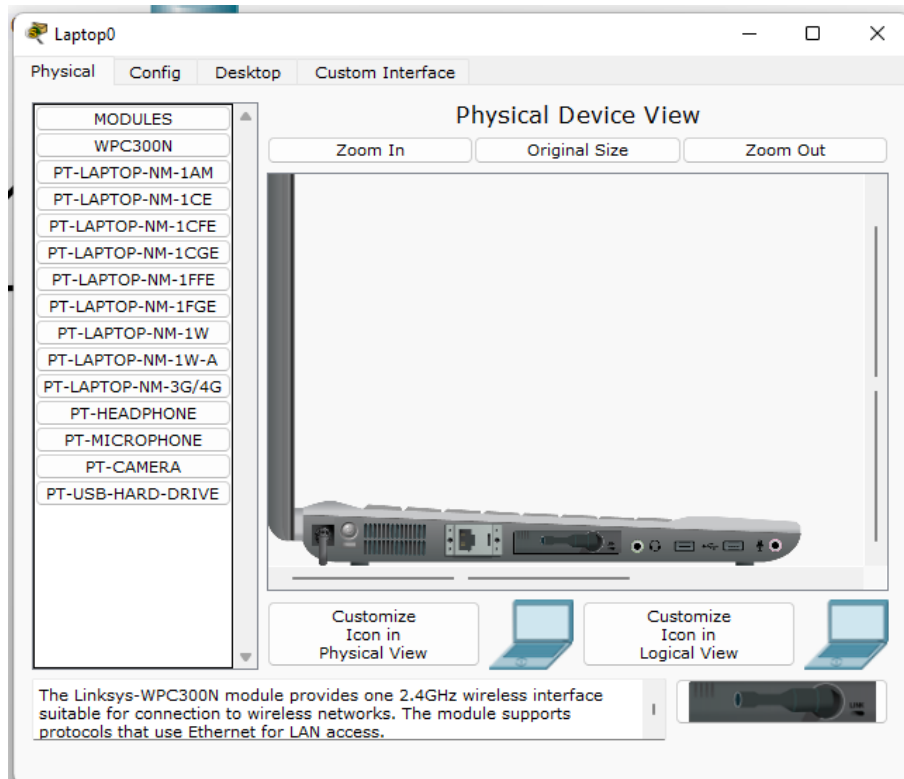 Laptop0
Physical
Config
Desktop
Custom Interface
MODULES
WPC300N
PT-LAPTOP-NM-1AM
PT-LAPTOP-NM-1CE
PT-LAPTOP-NM-1CFE
PT-LAPTOP-NM-1CGE
PT-LAPTOP-NM-1FFE
PT-LAPTOP-NM-1FGE
PT-LAPTOP-NM-1W
PT-LAPTOP-NM-1W-A
PT-LAPTOP-NM-3G/4G
PT-HEADPHONE
PT-MICROPHONE
PT-CAMERA
PT-USB-HARD-DRIVE
Physical Device View
Zoom In
Original Size
Zoom Out
Customize
Icon in
Physical View
Customize
Icon in
Logical View
The Linksys-WPC300N module provides one 2.4GHz wireless interface
suitable for connection to wireless networks. The module supports
protocols that use Ethernet for LAN access.
LINK